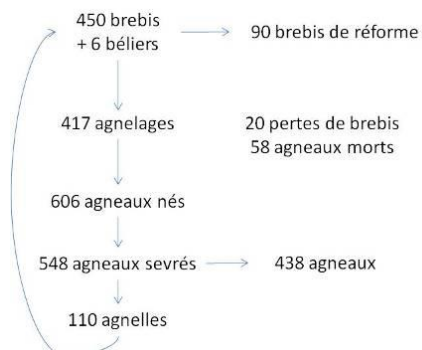 450 brebis
+ 6 béliers
90 brebis de réforme
417 agnelages
20 pertes de brebis
58 agneaux morts
606 agneaux nés
548 agneaux sevrés
438 agneaux
110 agnelles